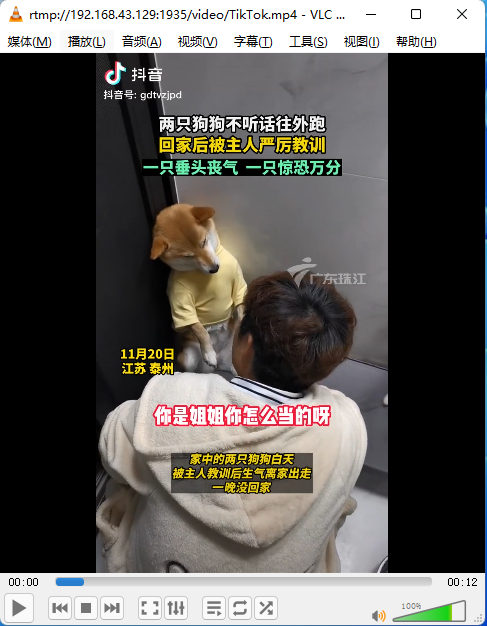 rtmp://192.168.43.129:1935/video/TikTok.mp4 - VLC ...
媒体(M) 播放(L) 音频(A) 视频(V) 字幕(T) 工具(S) 视图(I) 帮助(H)
抖音
抖音号: gdtvzjpd
两只狗狗不听话往外跑
回家后被主人严厉教训
一只垂头丧气 一只惊恐万分
广东珠江
11月20日
江苏 泰州
你是姐姐你怎么当的呀
家中的两只狗狗白天
被主人教训后生气离家出走
一晚没回家
00:00
00:12
100%